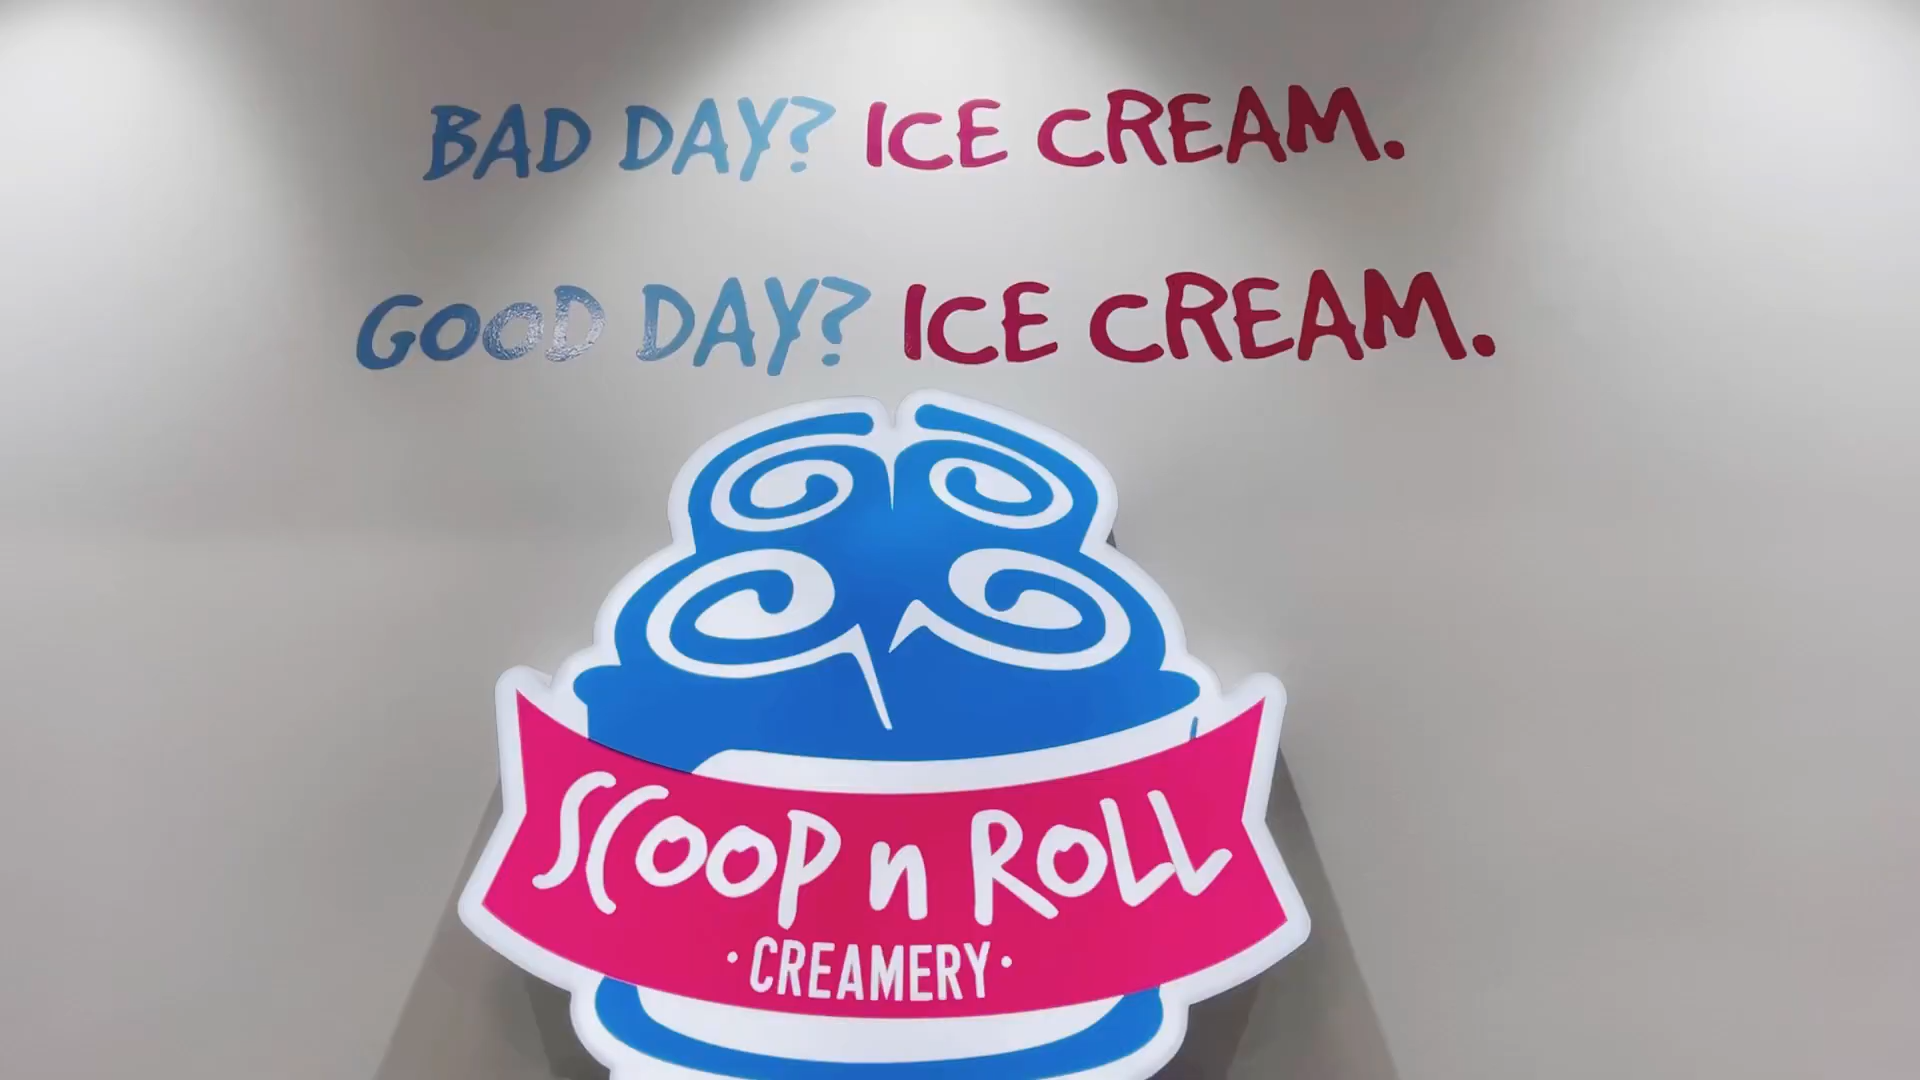 BAD DAY? ICE CREAM.
GOOD DAY? ICE CREAM.
SCOOP n ROLL
·CREAMERY·